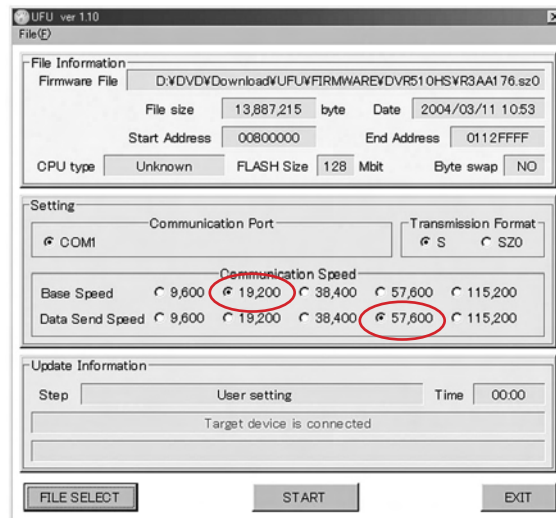 UFU ver 1.10
File(F)
File Information
Firmware File D:¥DVD¥Download¥UFU¥FIRMWARE¥DVR510HS¥R3AA176.sz0
File size 13,887,215 byte Date 2004/03/11 10:53
Start Address 00800000 End Address 0112FFFF
CPU type Unknown FLASH Size 128 Mbit Byte swap NO
Setting
Communication Port Transmission Format
COM1 S SZ0
Communication Speed
Base Speed 9,600 19,200 38,400 57,600 115,200
Data Send Speed 9,600 19,200 38,400 57,600 115,200
Update Information
Step User setting Time 00:00
Target device is connected
FILE SELECT START EXIT